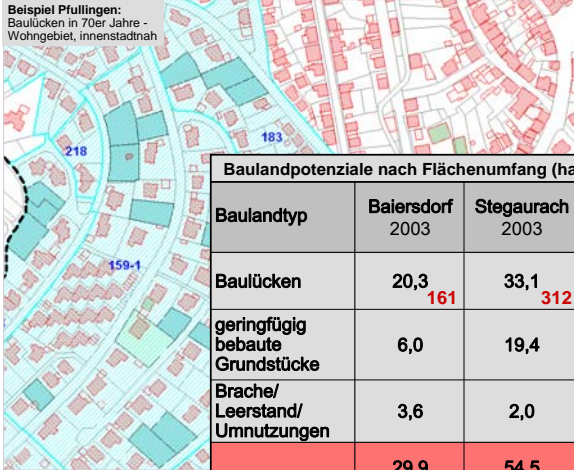 Beispiel Pfullingen:
Baulücken in 70er Jahre -
Wohngebiet, innenstadtnah
183
218
159-1
Baulandpotenziale nach Flächenumfang (ha
Baulandtyp
Baiersdorf
2003
Stegaurach
2003
Baulücken
20,3
161
33,1
312
geringfügig
bebaute
Grundstücke
6,0
19,4
Brache/
Leerstand/
Umnutzungen
3,6
2,0
29,9
54,5